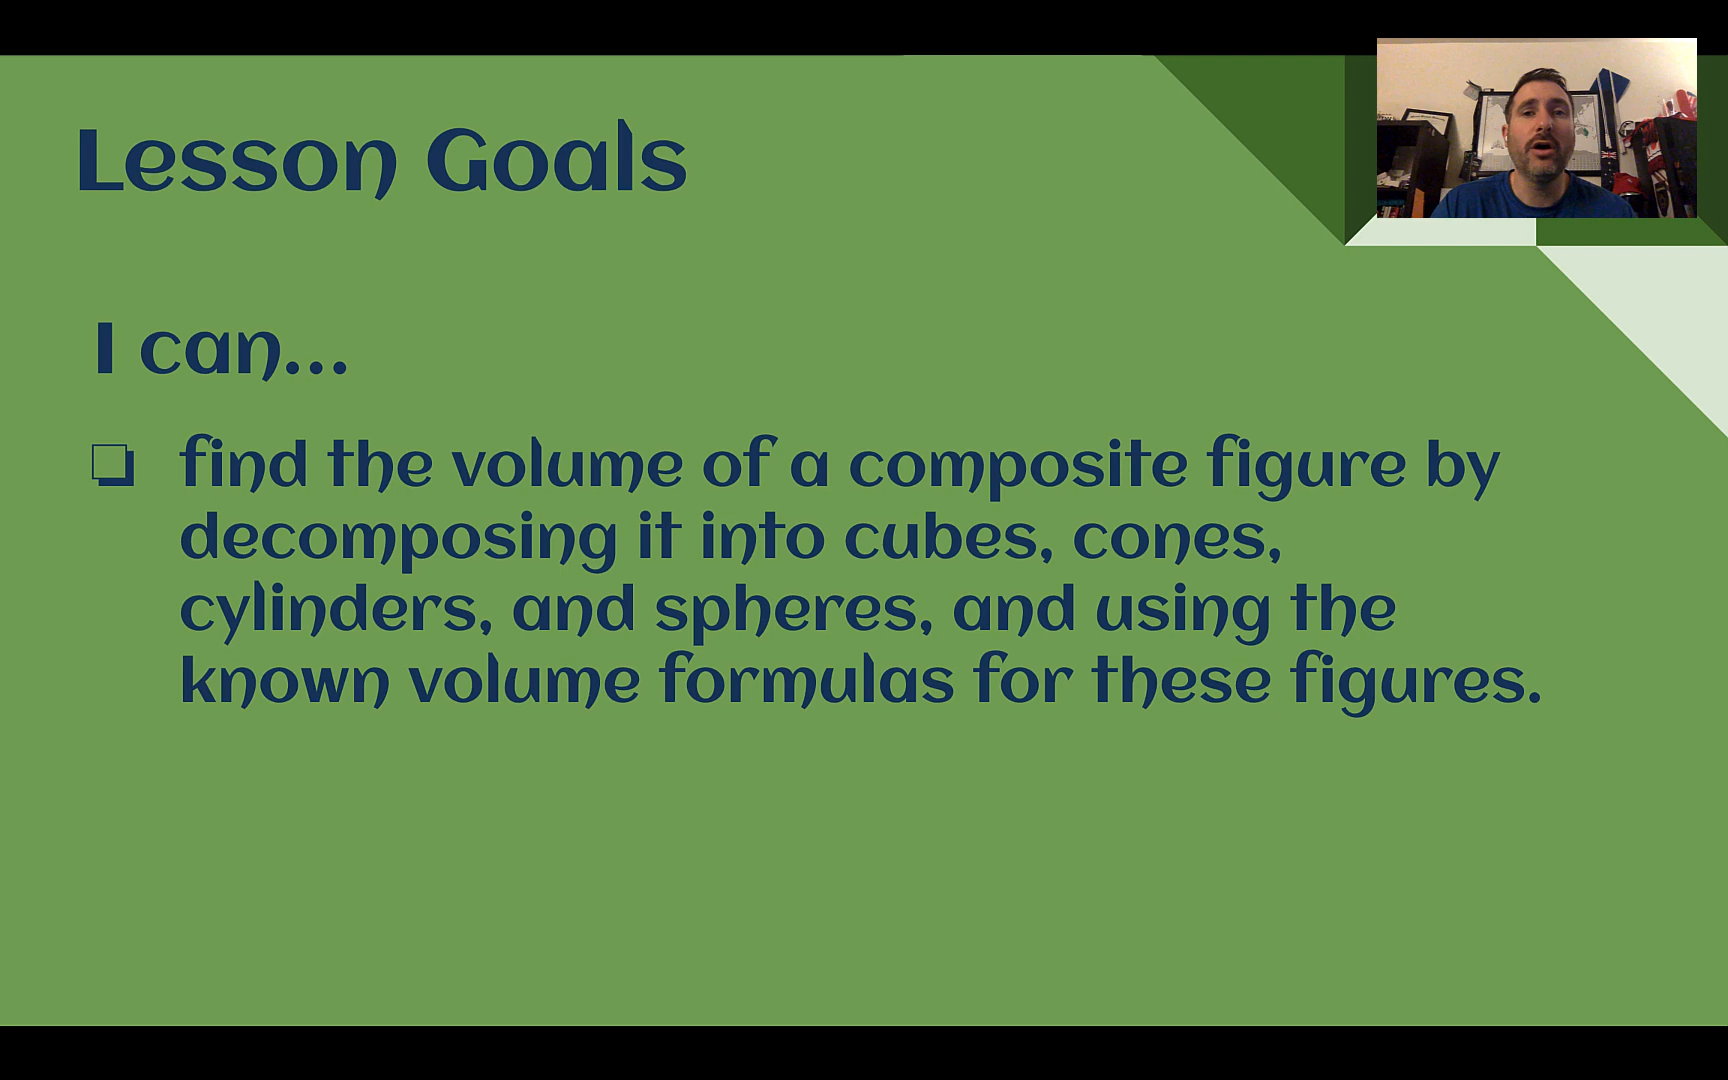 Lesson Goals
I can...
find the volume of a composite figure by
decomposing it into cubes, cones,
cylinders, and spheres, and using the
known volume formulas for these figures.